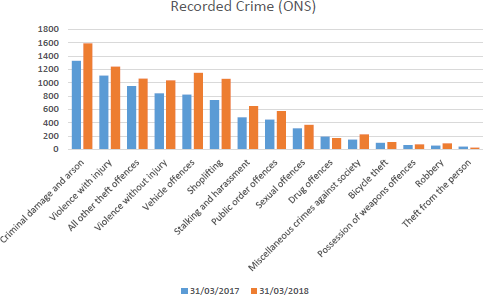 Recorded Crime (ONS)
1800
1600
1400
1200
1000
800
600
400
200
0
Criminal damage and arson
Violence with injury
All other theft offences
Violence without injury
Vehicle offences
Shoplifting
Stalking and harassment
Public order offences
Sexual offences
Drug offences
Miscellaneous crimes against society
Bicycle theft
Possession of weapons offences
Robbery
Theft from the person
31/03/2017 31/03/2018